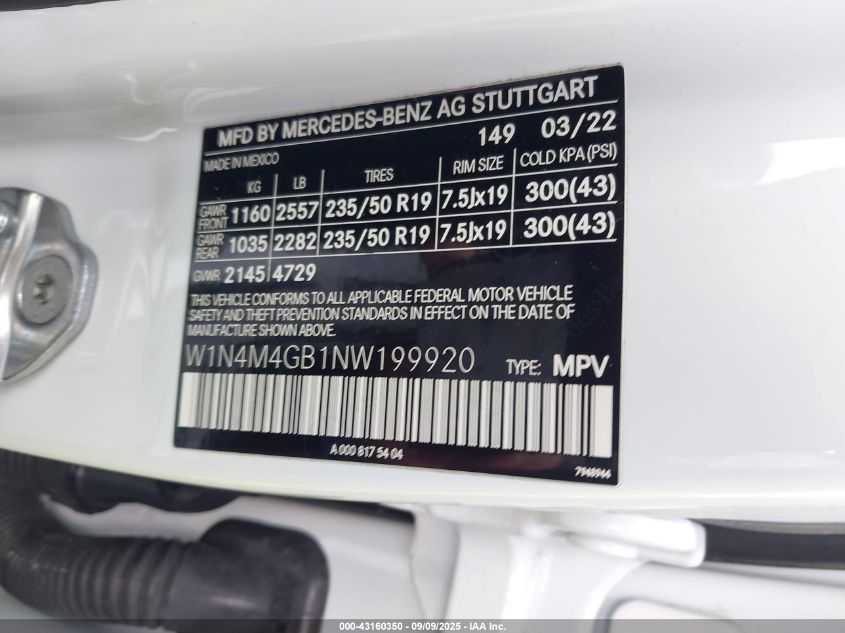 MFD BY MERCEDES-BENZ AG STUTTGART
MADE IN MEXICO 149 03/22
KG LB TIRES RIM SIZE COLD KPA (PSI)
GAWR FRONT 1160 2557 235/50 R19 7.5Jx19 300(43)
GAWR REAR 1035 2282 235/50 R19 7.5Jx19 300(43)
GVWR 2145 4729
THIS VEHICLE CONFORMS TO ALL APPLICABLE FEDERAL MOTOR VEHICLE
SAFETY AND THEFT PREVENTION STANDARDS IN EFFECT ON THE DATE OF
MANUFACTURE SHOWN ABOVE.
W1N4M4GB1NW199920 TYPE: MPV
A 000 817 54 04
7968966
000-43160350 - 09/09/2025 - IAA Inc.